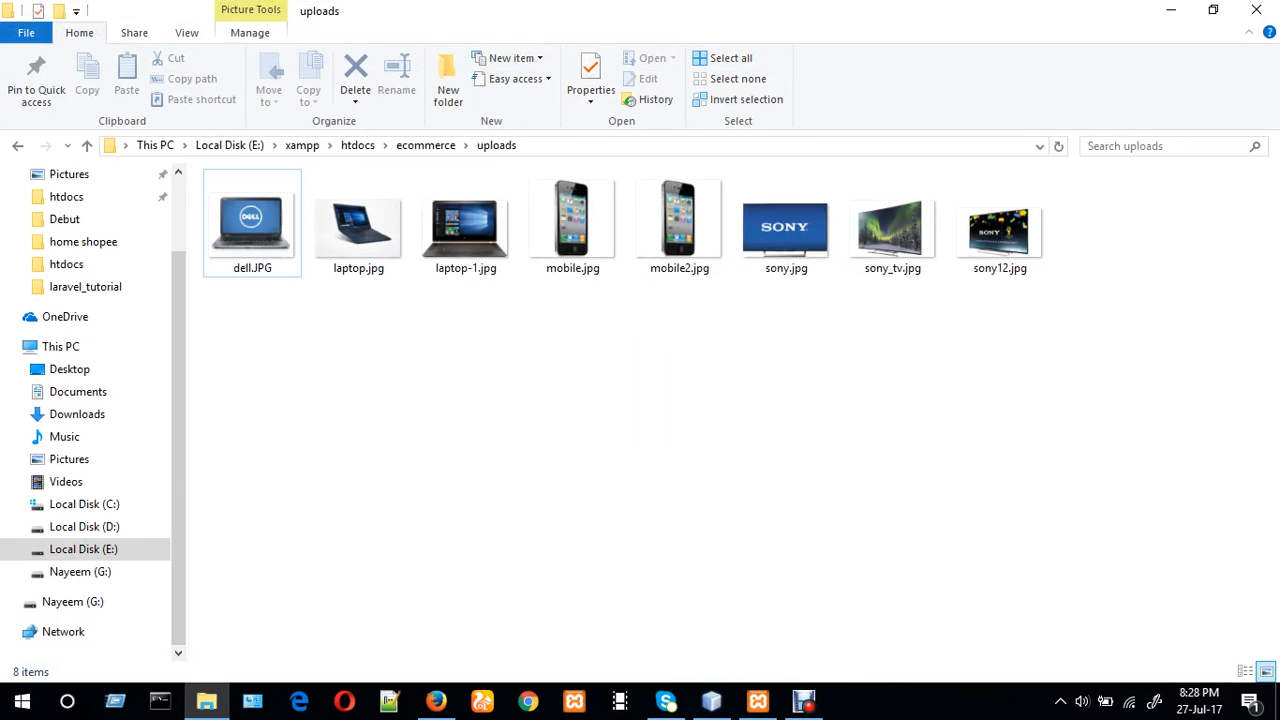 Picture Tools
uploads
File
Home
Share
View
Manage
Pin to Quick access
Copy
Paste
Cut
Copy path
Paste shortcut
Clipboard
Move to
Copy to
Delete
Rename
Organize
New folder
New item
Easy access
New
Properties
Open
Edit
History
Open
Select all
Select none
Invert selection
Select
This PC
Local Disk (E:)
xampp
htdocs
ecommerce
uploads
Search uploads
Pictures
htdocs
Debut
home shopee
htdocs
laravel_tutorial
OneDrive
This PC
Desktop
Documents
Downloads
Music
Pictures
Videos
Local Disk (C:)
Local Disk (D:)
Local Disk (E:)
Nayeem (G:)
Nayeem (G:)
Network
DELL
SONY
SONY
dell.JPG
laptop.jpg
laptop-1.jpg
mobile.jpg
mobile2.jpg
sony.jpg
sony_tv.jpg
sony12.jpg
8 items
8:28 PM
27-Jul-17
1